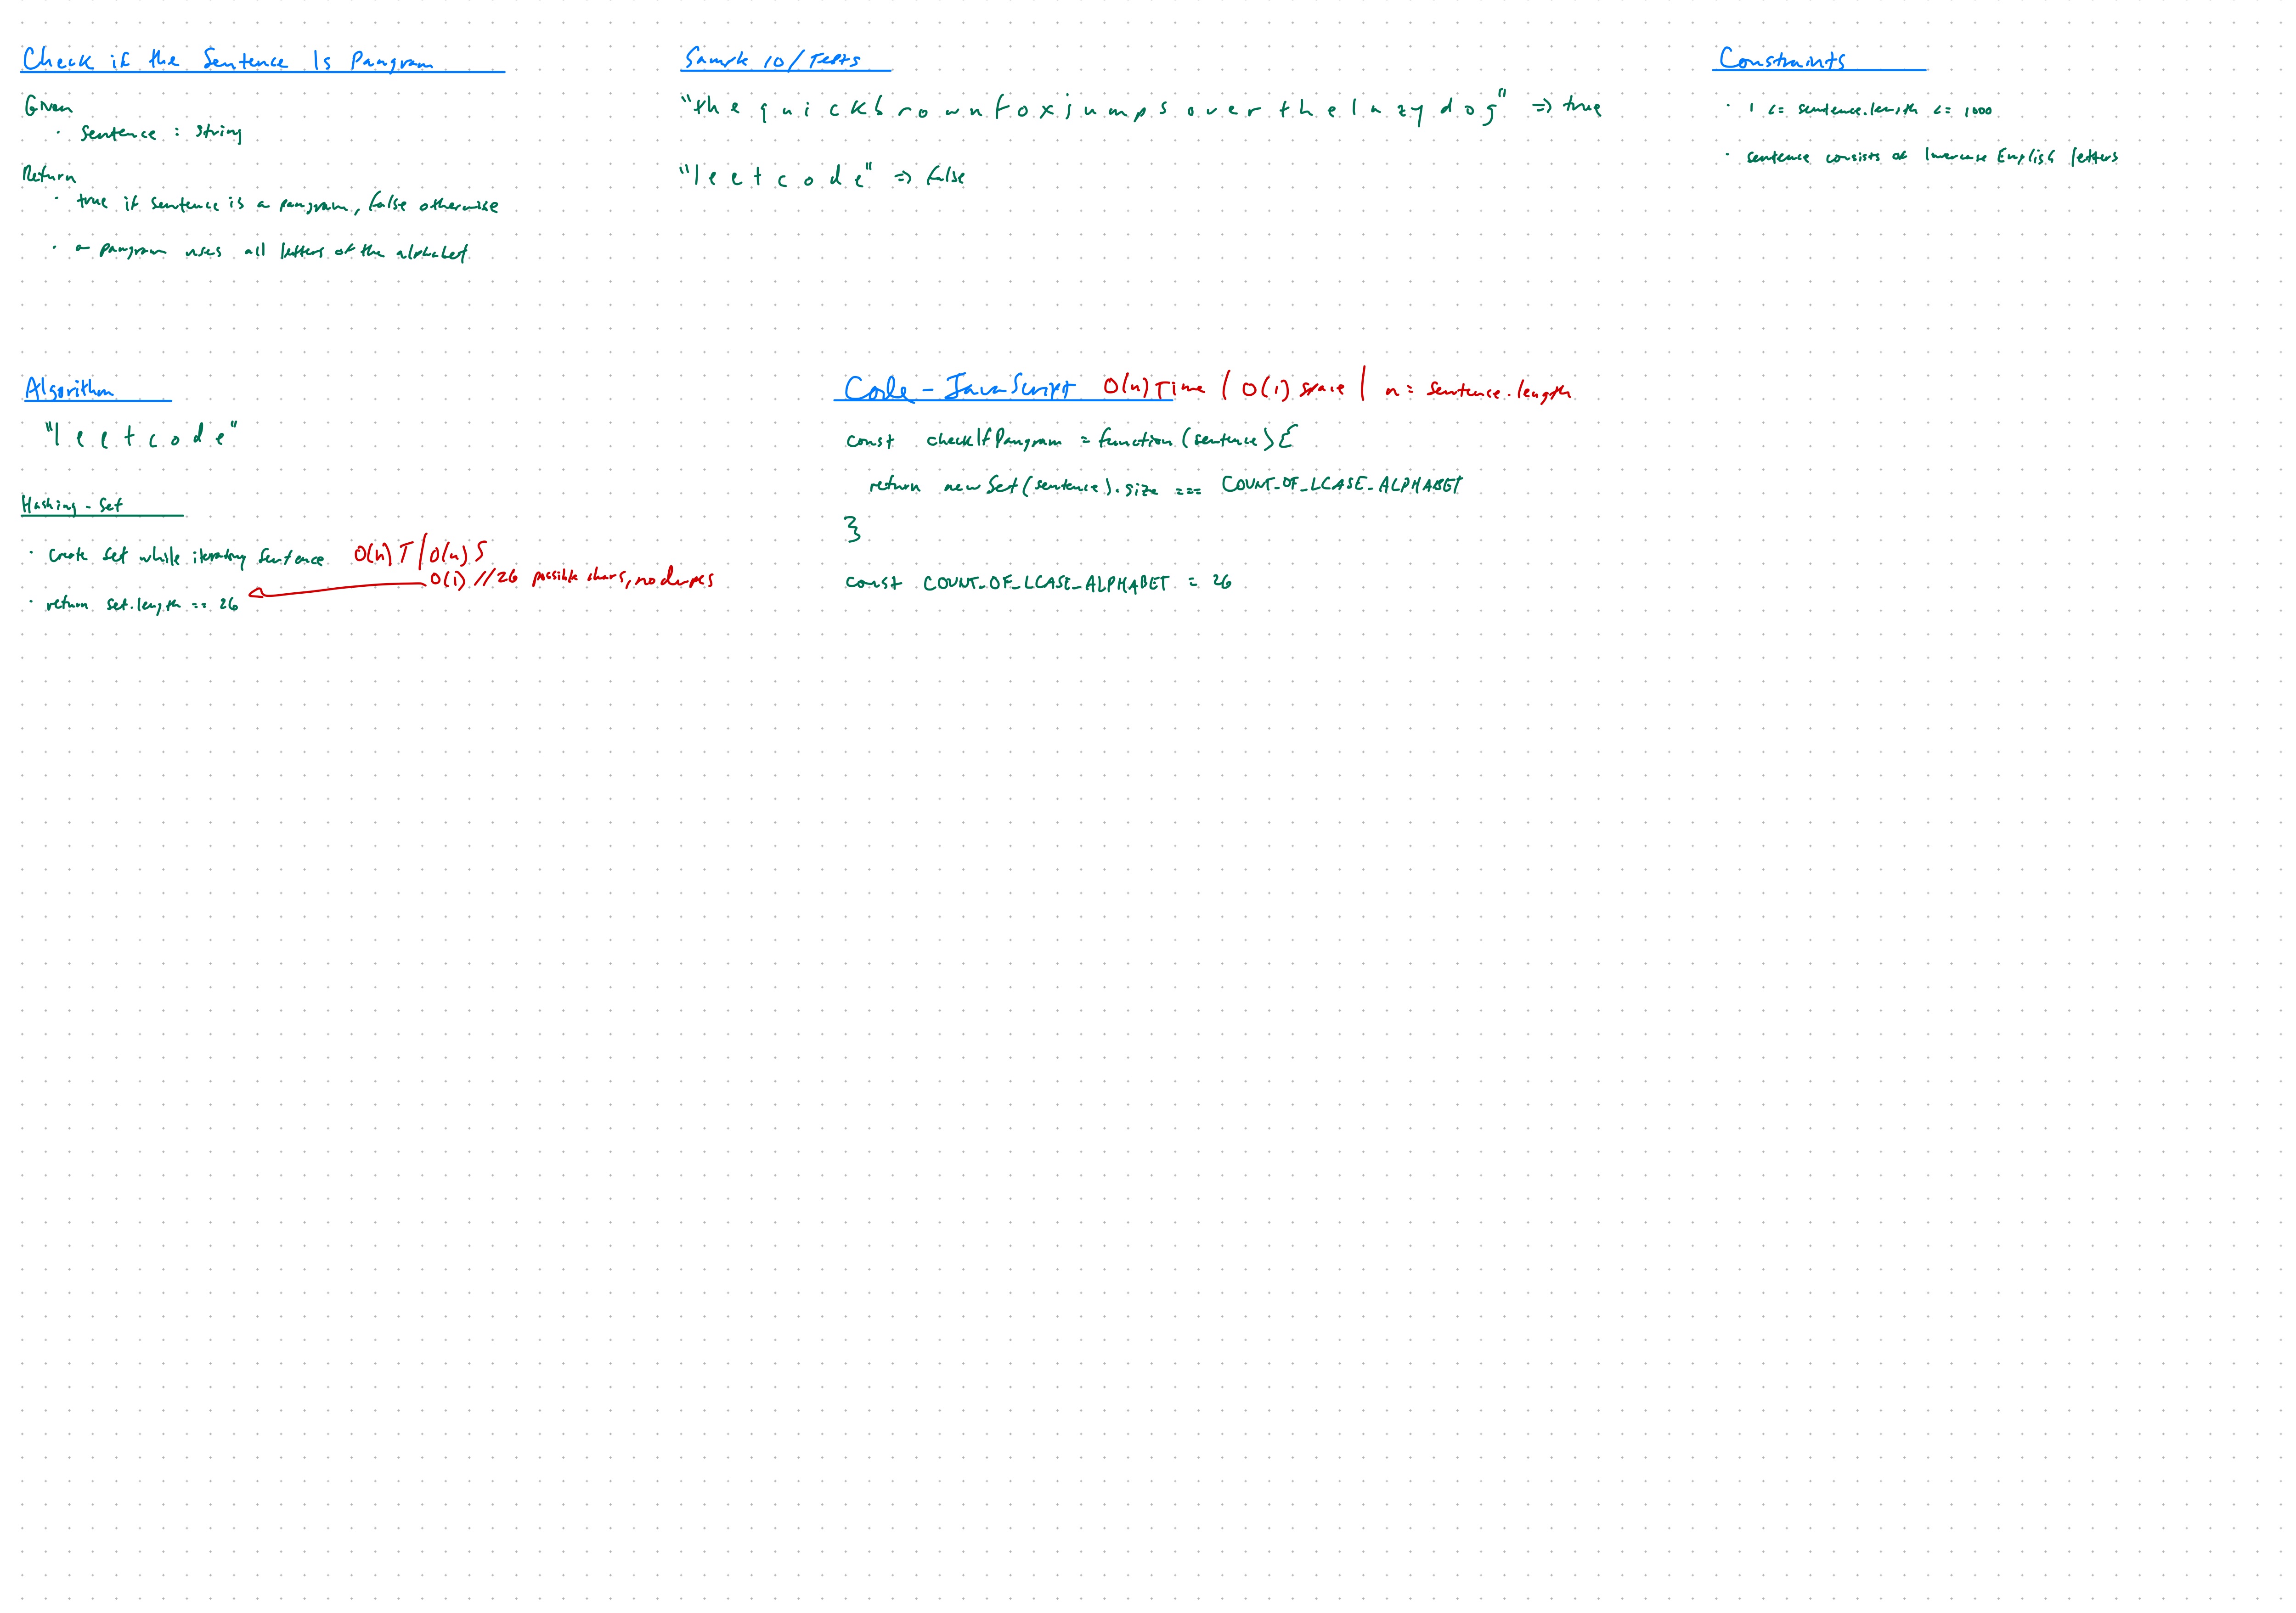 Check if the Sentence Is Pangram
Given
· sentence : string
Return
· true if sentence is a pangram, false otherwise
· a pangram uses all letters of the alphabet
Sample IO/Tests
"thequickbrownfoxjumpsoverthelazydog" => true
"leetcode" => false
Constraints
· 1 <= sentence.length <= 1000
· sentence consists of lowercase English letters
Algorithm
"leetcode"
Hashing - Set
· create set while iterating sentence O(n) T / O(n) S
O(1) // 26 possible chars, no dupes
· return set.length == 26
Code - JavaScript O(n) Time | O(1) space | n = sentence.length
const checkIfPangram = function (sentence) {
return new Set(sentence).size === COUNT_OF_LCASE_ALPHABET
}
const COUNT_OF_LCASE_ALPHABET = 26